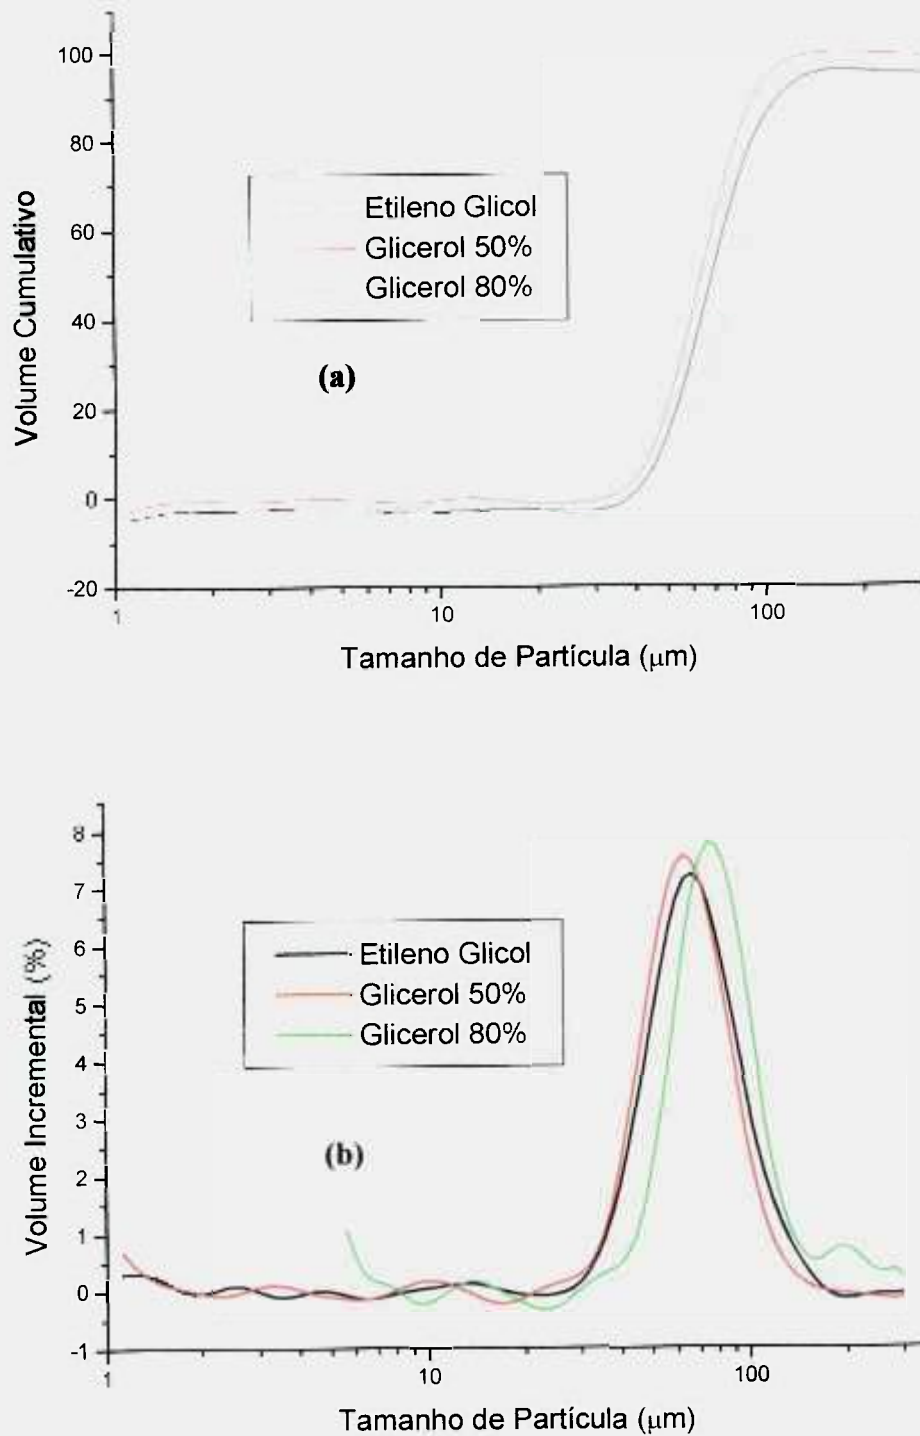 100
80
60
40
20
0
-20
Volume Cumulativo
Etileno Glicol
Glicerol 50%
Glicerol 80%
(a)
1
10
100
Tamanho de Partícula (μm)
8
7
6
5
4
3
2
1
0
-1
Volume Incremental (%)
Etileno Glicol
Glicerol 50%
Glicerol 80%
(b)
1
10
100
Tamanho de Partícula (μm)